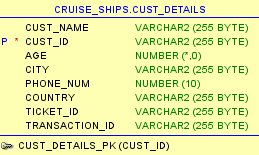 CRUISE_SHIPS.CUST_DETAILS
CUST_NAME VARCHAR2 (255 BYTE)
P * CUST_ID VARCHAR2 (255 BYTE)
AGE NUMBER (*,0)
CITY VARCHAR2 (255 BYTE)
PHONE_NUM NUMBER (10)
COUNTRY VARCHAR2 (255 BYTE)
TICKET_ID VARCHAR2 (255 BYTE)
TRANSACTION_ID VARCHAR2 (255 BYTE)
CUST_DETAILS_PK (CUST_ID)